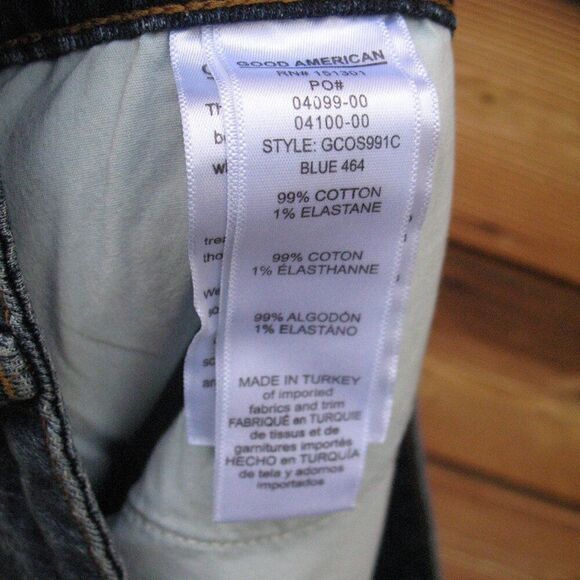 GOOD AMERICAN
RN# 151301
PO#
04099-00
04100-00
STYLE: GCOS991C
BLUE 464
99% COTTON
1% ELASTANE
99% COTON
1% ÉLASTHANNE
99% ALGODÓN
1% ELASTANO
MADE IN TURKEY
of imported
fabrics and trim
FABRIQUÉ en TURQUIE
de tissus et de
garnitures importés
HECHO en TURQUÍA
de tela y adornos
importados